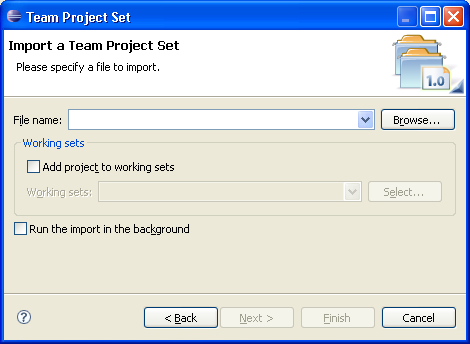 Team Project Set
Import a Team Project Set
Please specify a file to import.
1.0
File name:
Browse...
Working sets
Add project to working sets
Working sets:
Select...
Run the import in the background
?
< Back
Next >
Finish
Cancel